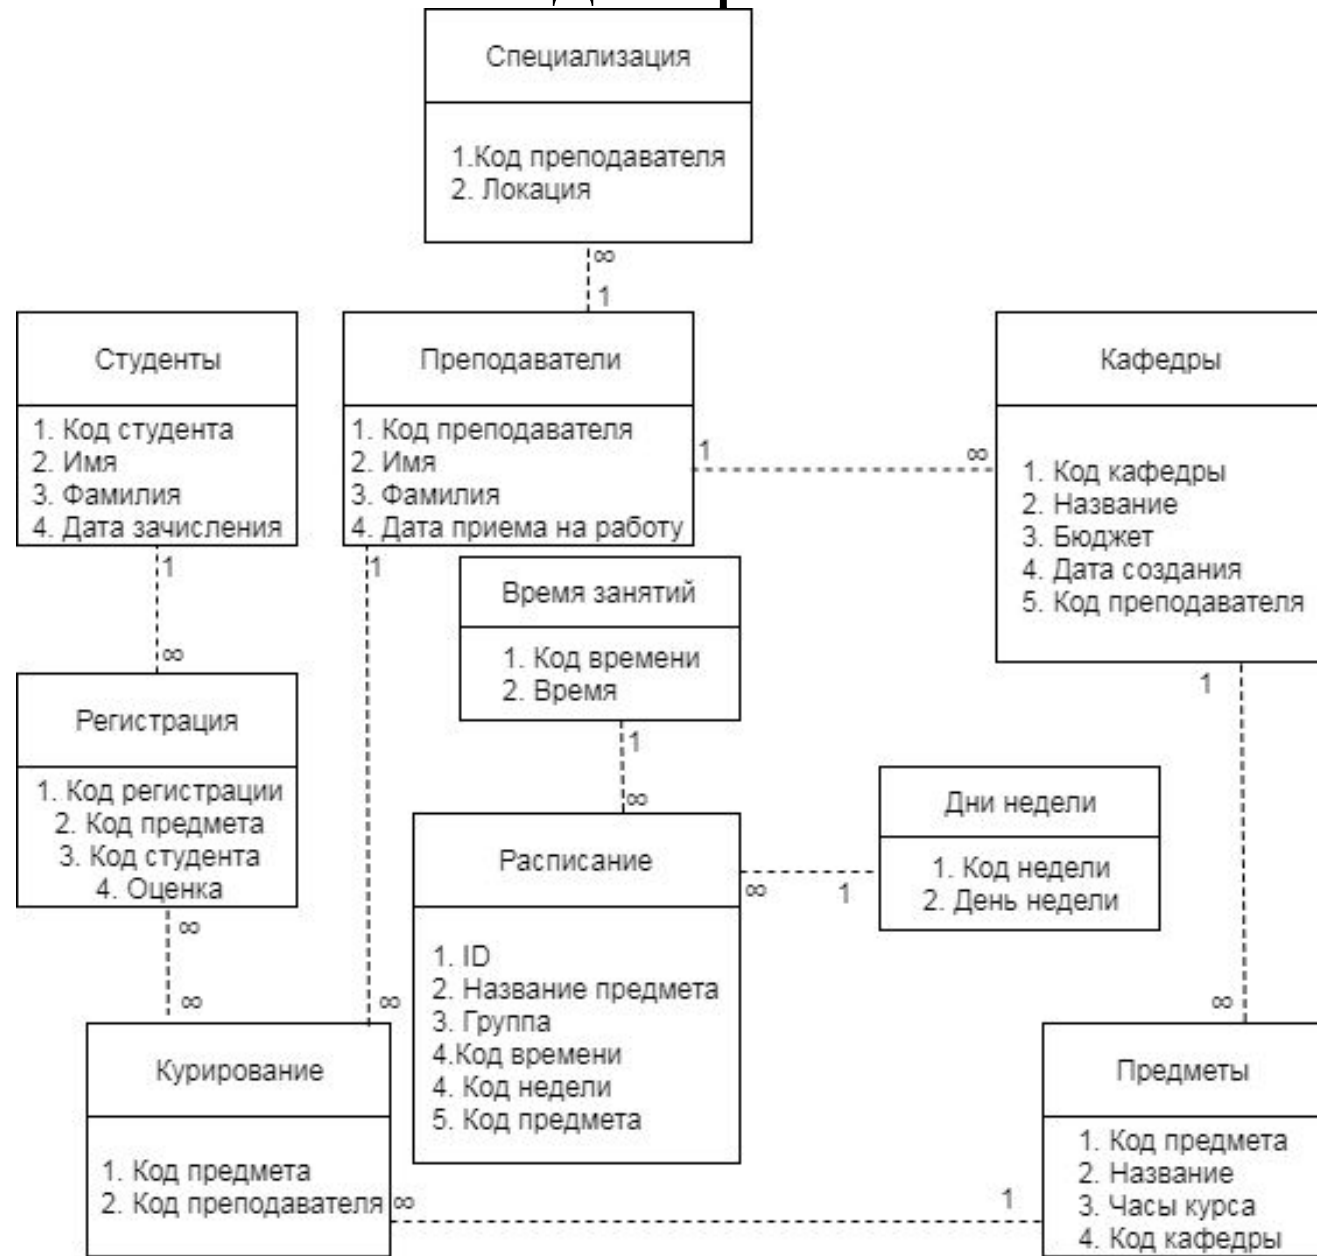 Специализация
1.Код преподавателя
2. Локация
∞
1
Студенты
1. Код студента
2. Имя
3. Фамилия
4. Дата зачисления
Преподаватели
1. Код преподавателя
2. Имя
3. Фамилия
4. Дата приема на работу
1
∞
Кафедры
1. Код кафедры
2. Название
3. Бюджет
4. Дата создания
5. Код преподавателя
1
∞
1
Время занятий
1. Код времени
2. Время
1
∞
1
Регистрация
1. Код регистрации
2. Код предмета
3. Код студента
4. Оценка
∞
∞
Расписание
1. ID
2. Название предмета
3. Группа
4.Код времени
4. Код недели
5. Код предмета
∞
1
Дни недели
1. Код недели
2. День недели
∞
∞
Курирование
1. Код предмета
2. Код преподавателя
∞
1
Предметы
1. Код предмета
2. Название
3. Часы курса
4. Код кафедры